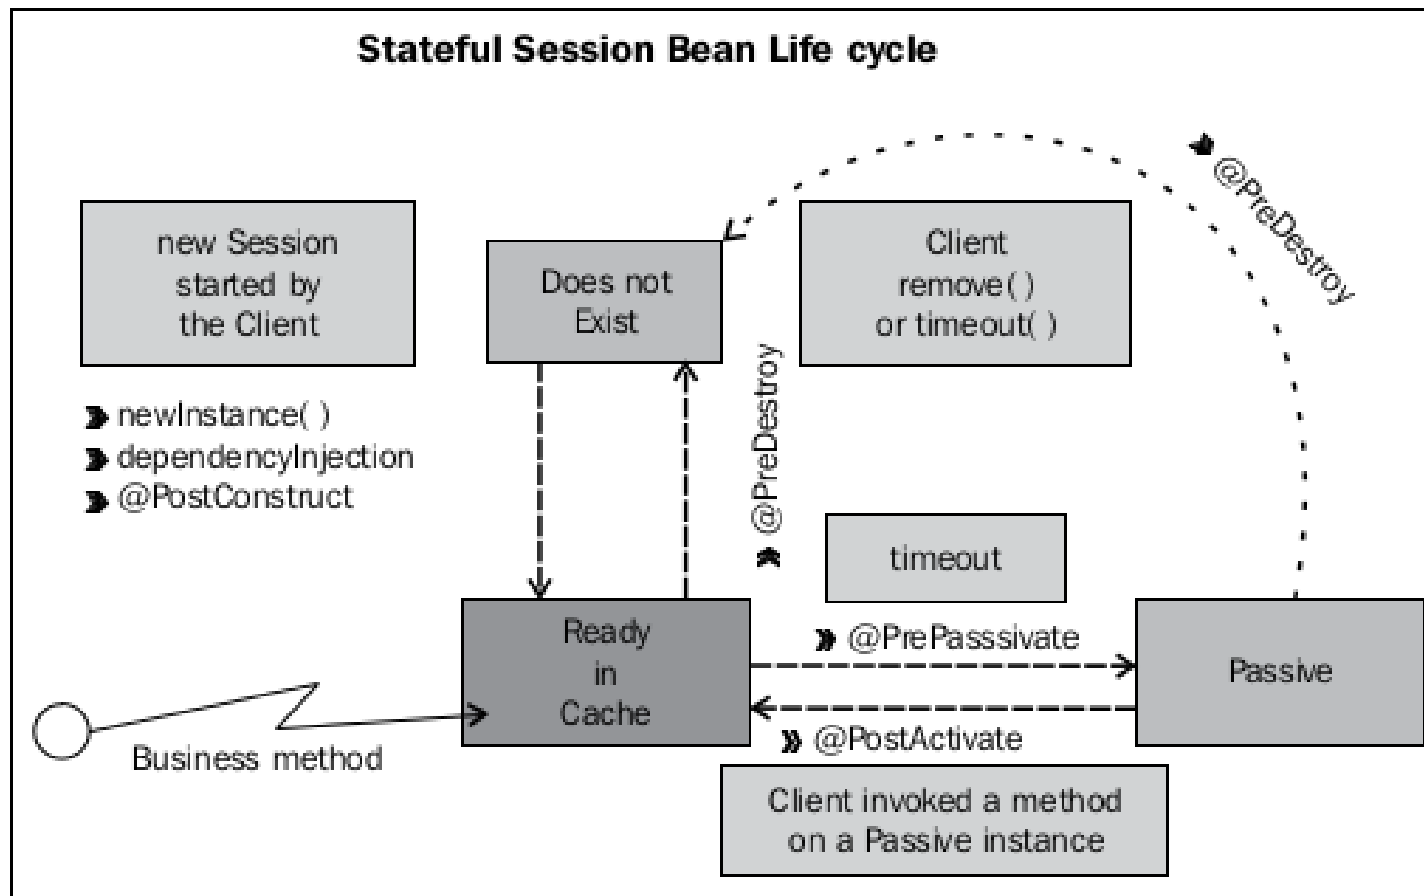 Stateful Session Bean Life cycle
new Session
started by
the Client
newInstance( )
dependencyInjection
@PostConstruct
Does not
Exist
Client
remove( )
or timeout( )
@PreDestroy
@PreDestroy
timeout
Ready
in
Cache
@PrePasssivate
Passive
@PostActivate
Business method
Client invoked a method
on a Passive instance